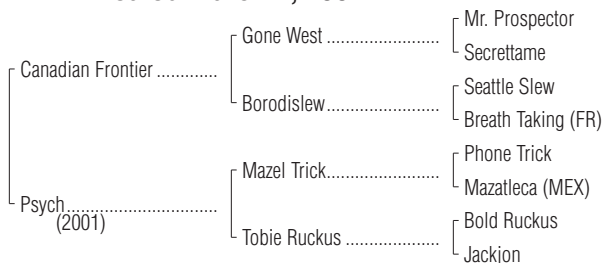 Mr. Prospector
Gone West
Secrettame
Canadian Frontier
Seattle Slew
Borodislew
Breath Taking (FR)
Phone Trick
Mazel Trick
Mazatleca (MEX)
Psych
(2001)
Bold Ruckus
Tobie Ruckus
Jackion